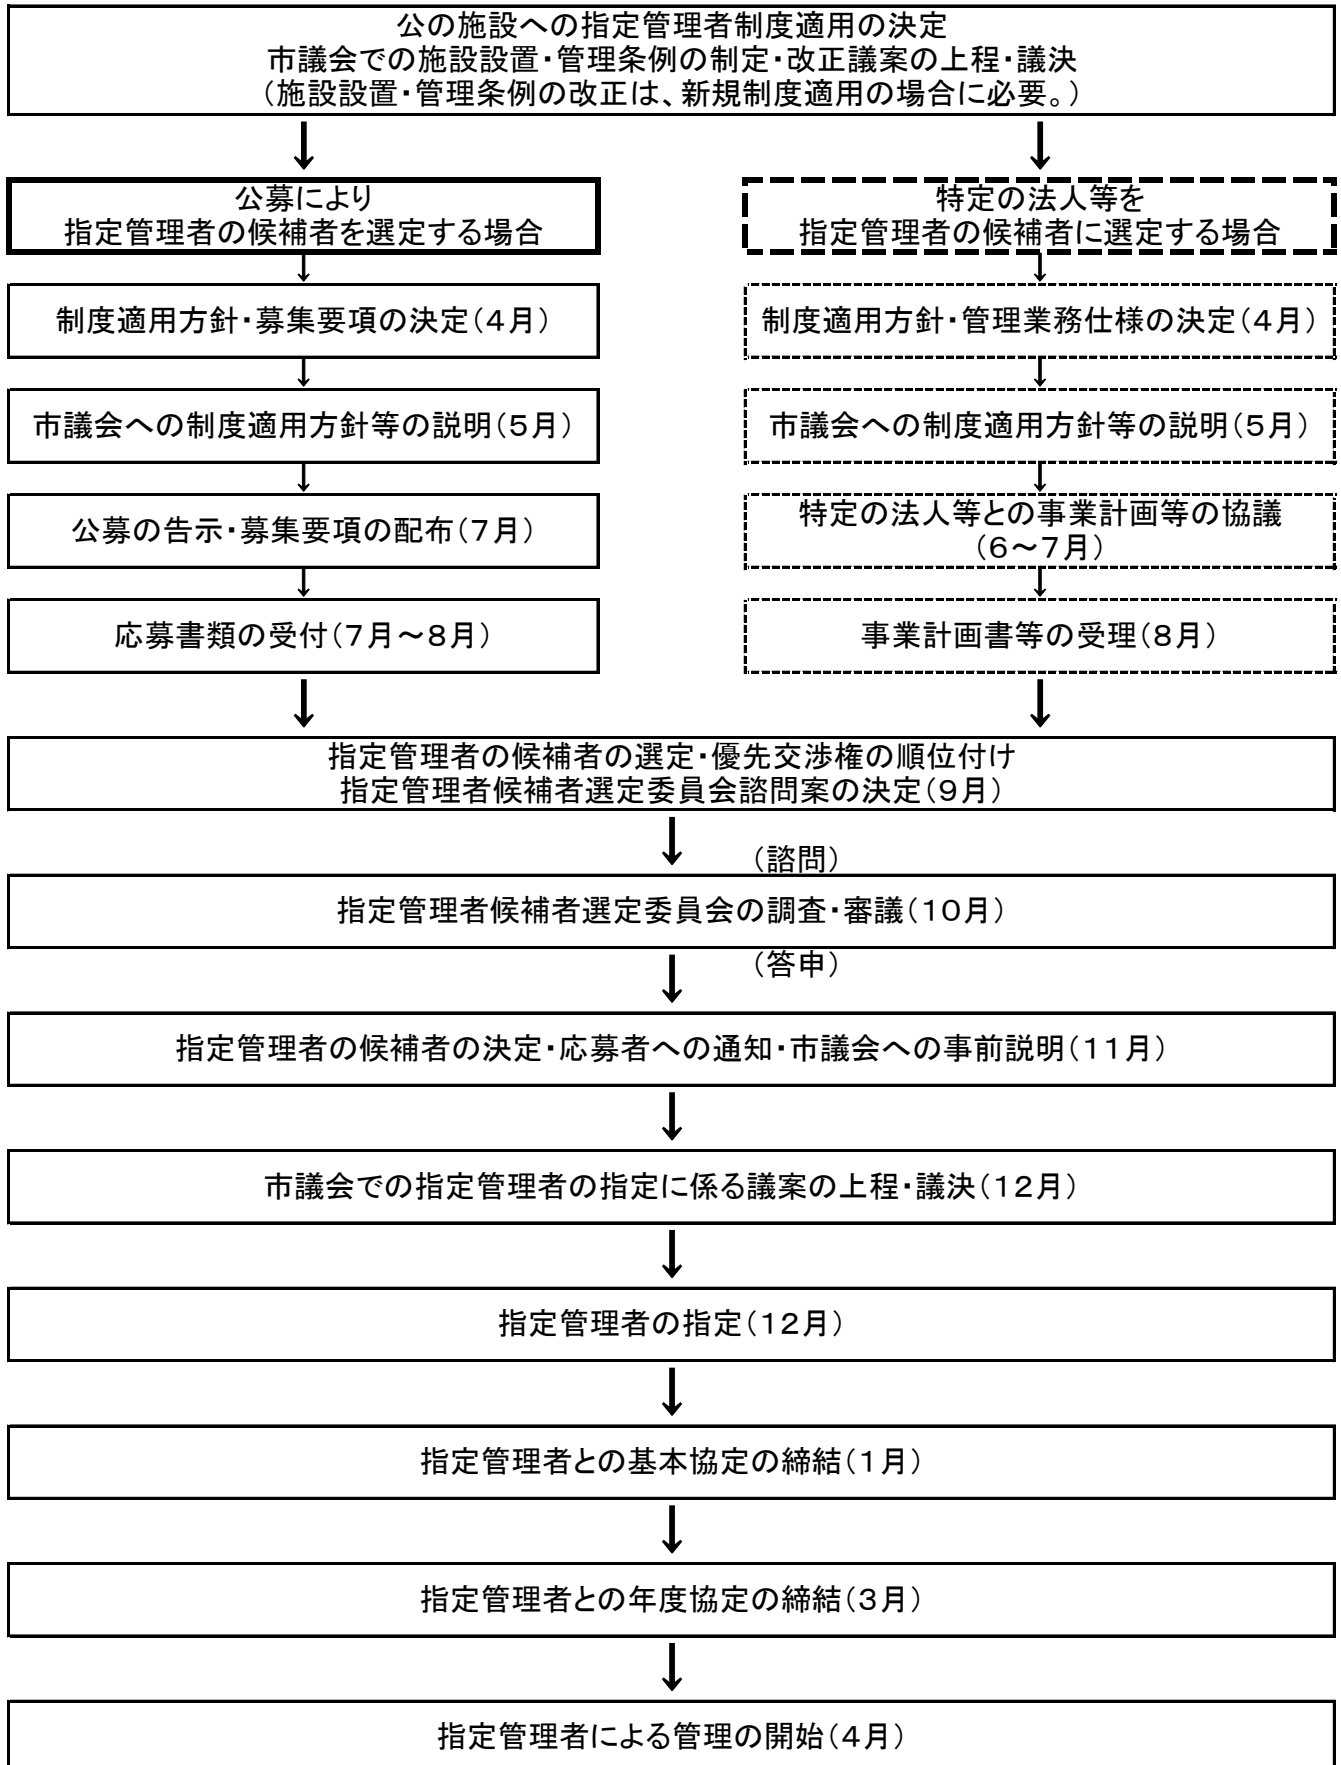 公の施設への指定管理者制度適用の決定
市議会での施設設置・管理条例の制定・改正議案の上程・議決
（施設設置・管理条例の改正は、新規制度適用の場合に必要。）
公募により
指定管理者の候補者を選定する場合
制度適用方針・募集要項の決定（４月）
市議会への制度適用方針等の説明（５月）
公募の告示・募集要項の配布（７月）
応募書類の受付（７月～８月）
特定の法人等を
指定管理者の候補者に選定する場合
制度適用方針・管理業務仕様の決定（４月）
市議会への制度適用方針等の説明（５月）
特定の法人等との事業計画等の協議
（６～７月）
事業計画書等の受理（８月）
指定管理者の候補者の選定・優先交渉権の順位付け
指定管理者候補者選定委員会諮問案の決定（９月）
（諮問）
指定管理者候補者選定委員会の調査・審議（１０月）
（答申）
指定管理者の候補者の決定・応募者への通知・市議会への事前説明（１１月）
市議会での指定管理者の指定に係る議案の上程・議決（１２月）
指定管理者の指定（１２月）
指定管理者との基本協定の締結（１月）
指定管理者との年度協定の締結（３月）
指定管理者による管理の開始（４月）